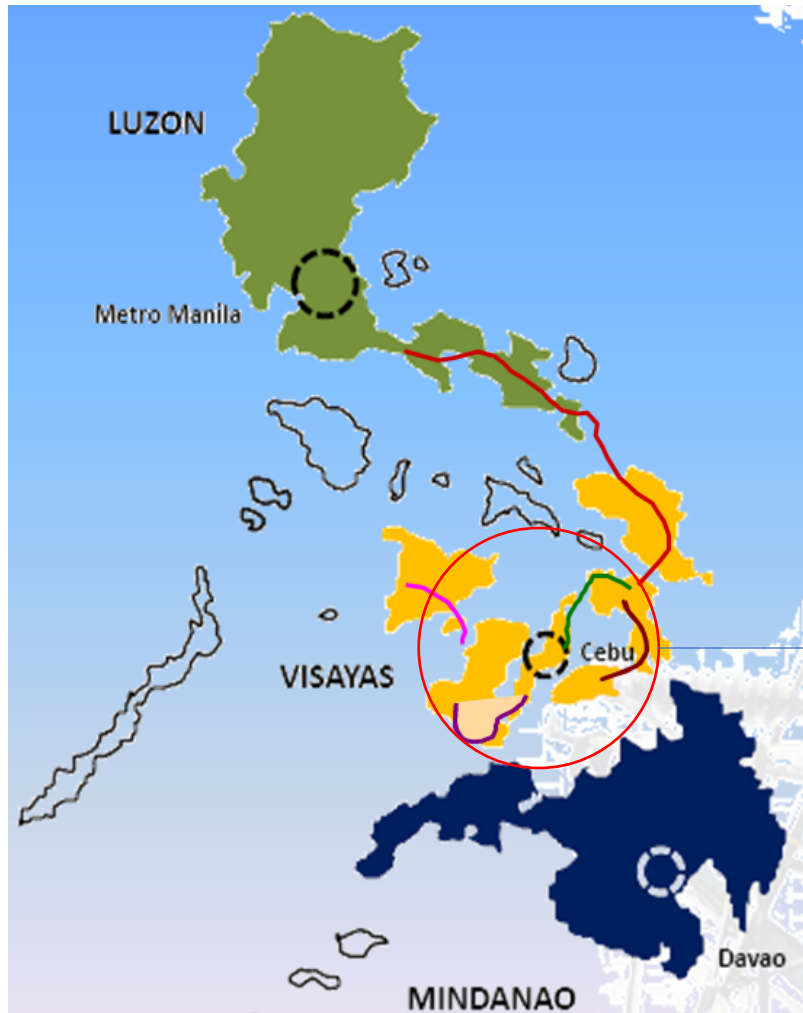 LUZON
Metro Manila
Cebu
VISAYAS
Davao
MINDANAO